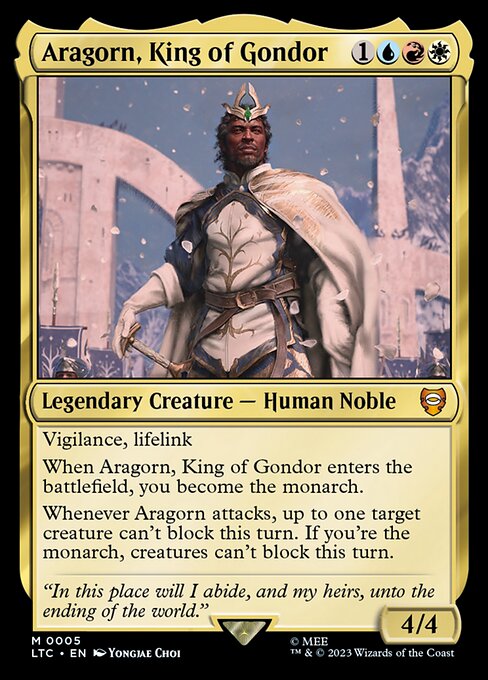 Aragorn, King of Gondor 1
Legendary Creature — Human Noble
Vigilance, lifelink
When Aragorn, King of Gondor enters the
battlefield, you become the monarch.
Whenever Aragorn attacks, up to one target
creature can't block this turn. If you're the
monarch, creatures can't block this turn.
“In this place will I abide, and my heirs, unto the
ending of the world.”
4/4
M 0005
LTC • EN Yongjae Choi
© MEE
™ & © 2023 Wizards of the Coast